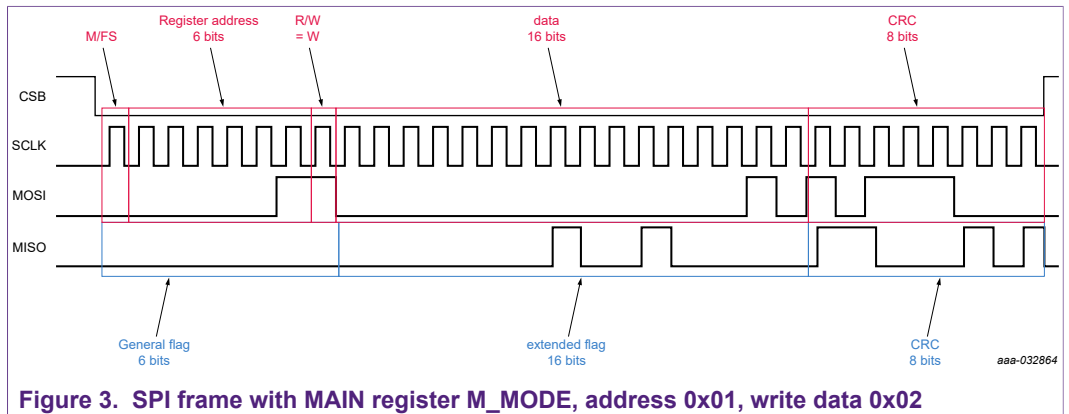 Register address
6 bits
R/W
= W
data
16 bits
CRC
8 bits
M/FS
CSB
SCLK
MOSI
MISO
General flag
6 bits
extended flag
16 bits
CRC
8 bits
aaa-032864
Figure 3. SPI frame with MAIN register M_MODE, address 0x01, write data 0x02